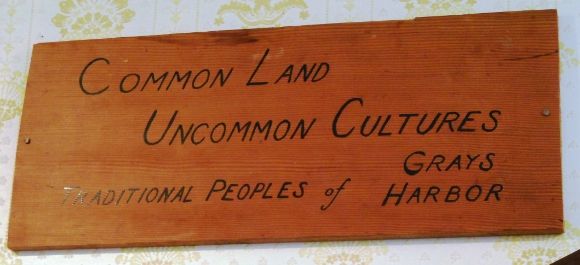 COMMON LAND
UNCOMMON CULTURES
TRADITIONAL PEOPLES of GRAYS HARBOR